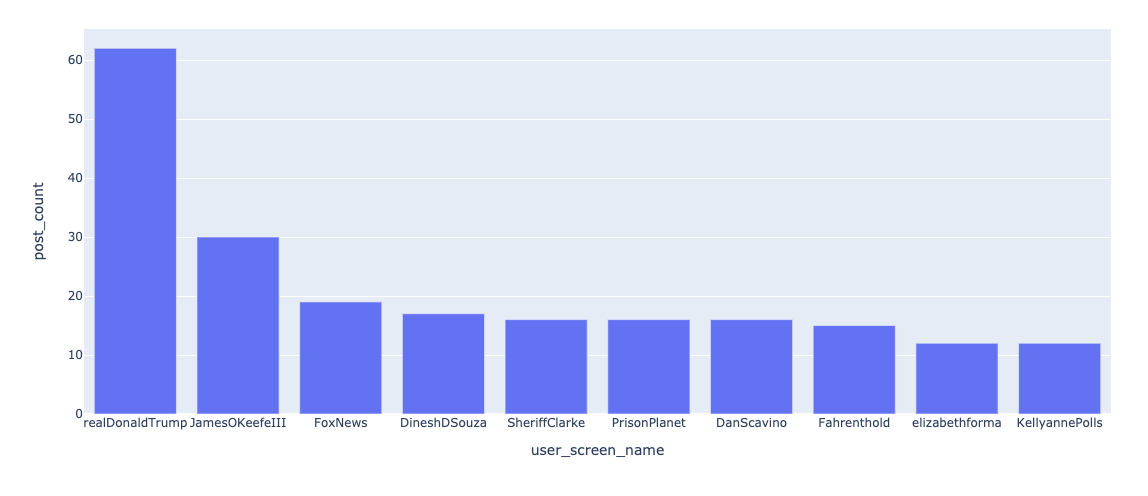 60
50
40
30
20
10
0
post_count
realDonaldTrump JamesOKeefeIII FoxNews DineshDSouza SheriffClarke PrisonPlanet DanScavino Fahrenthold elizabethforma KellyannePolls
user_screen_name